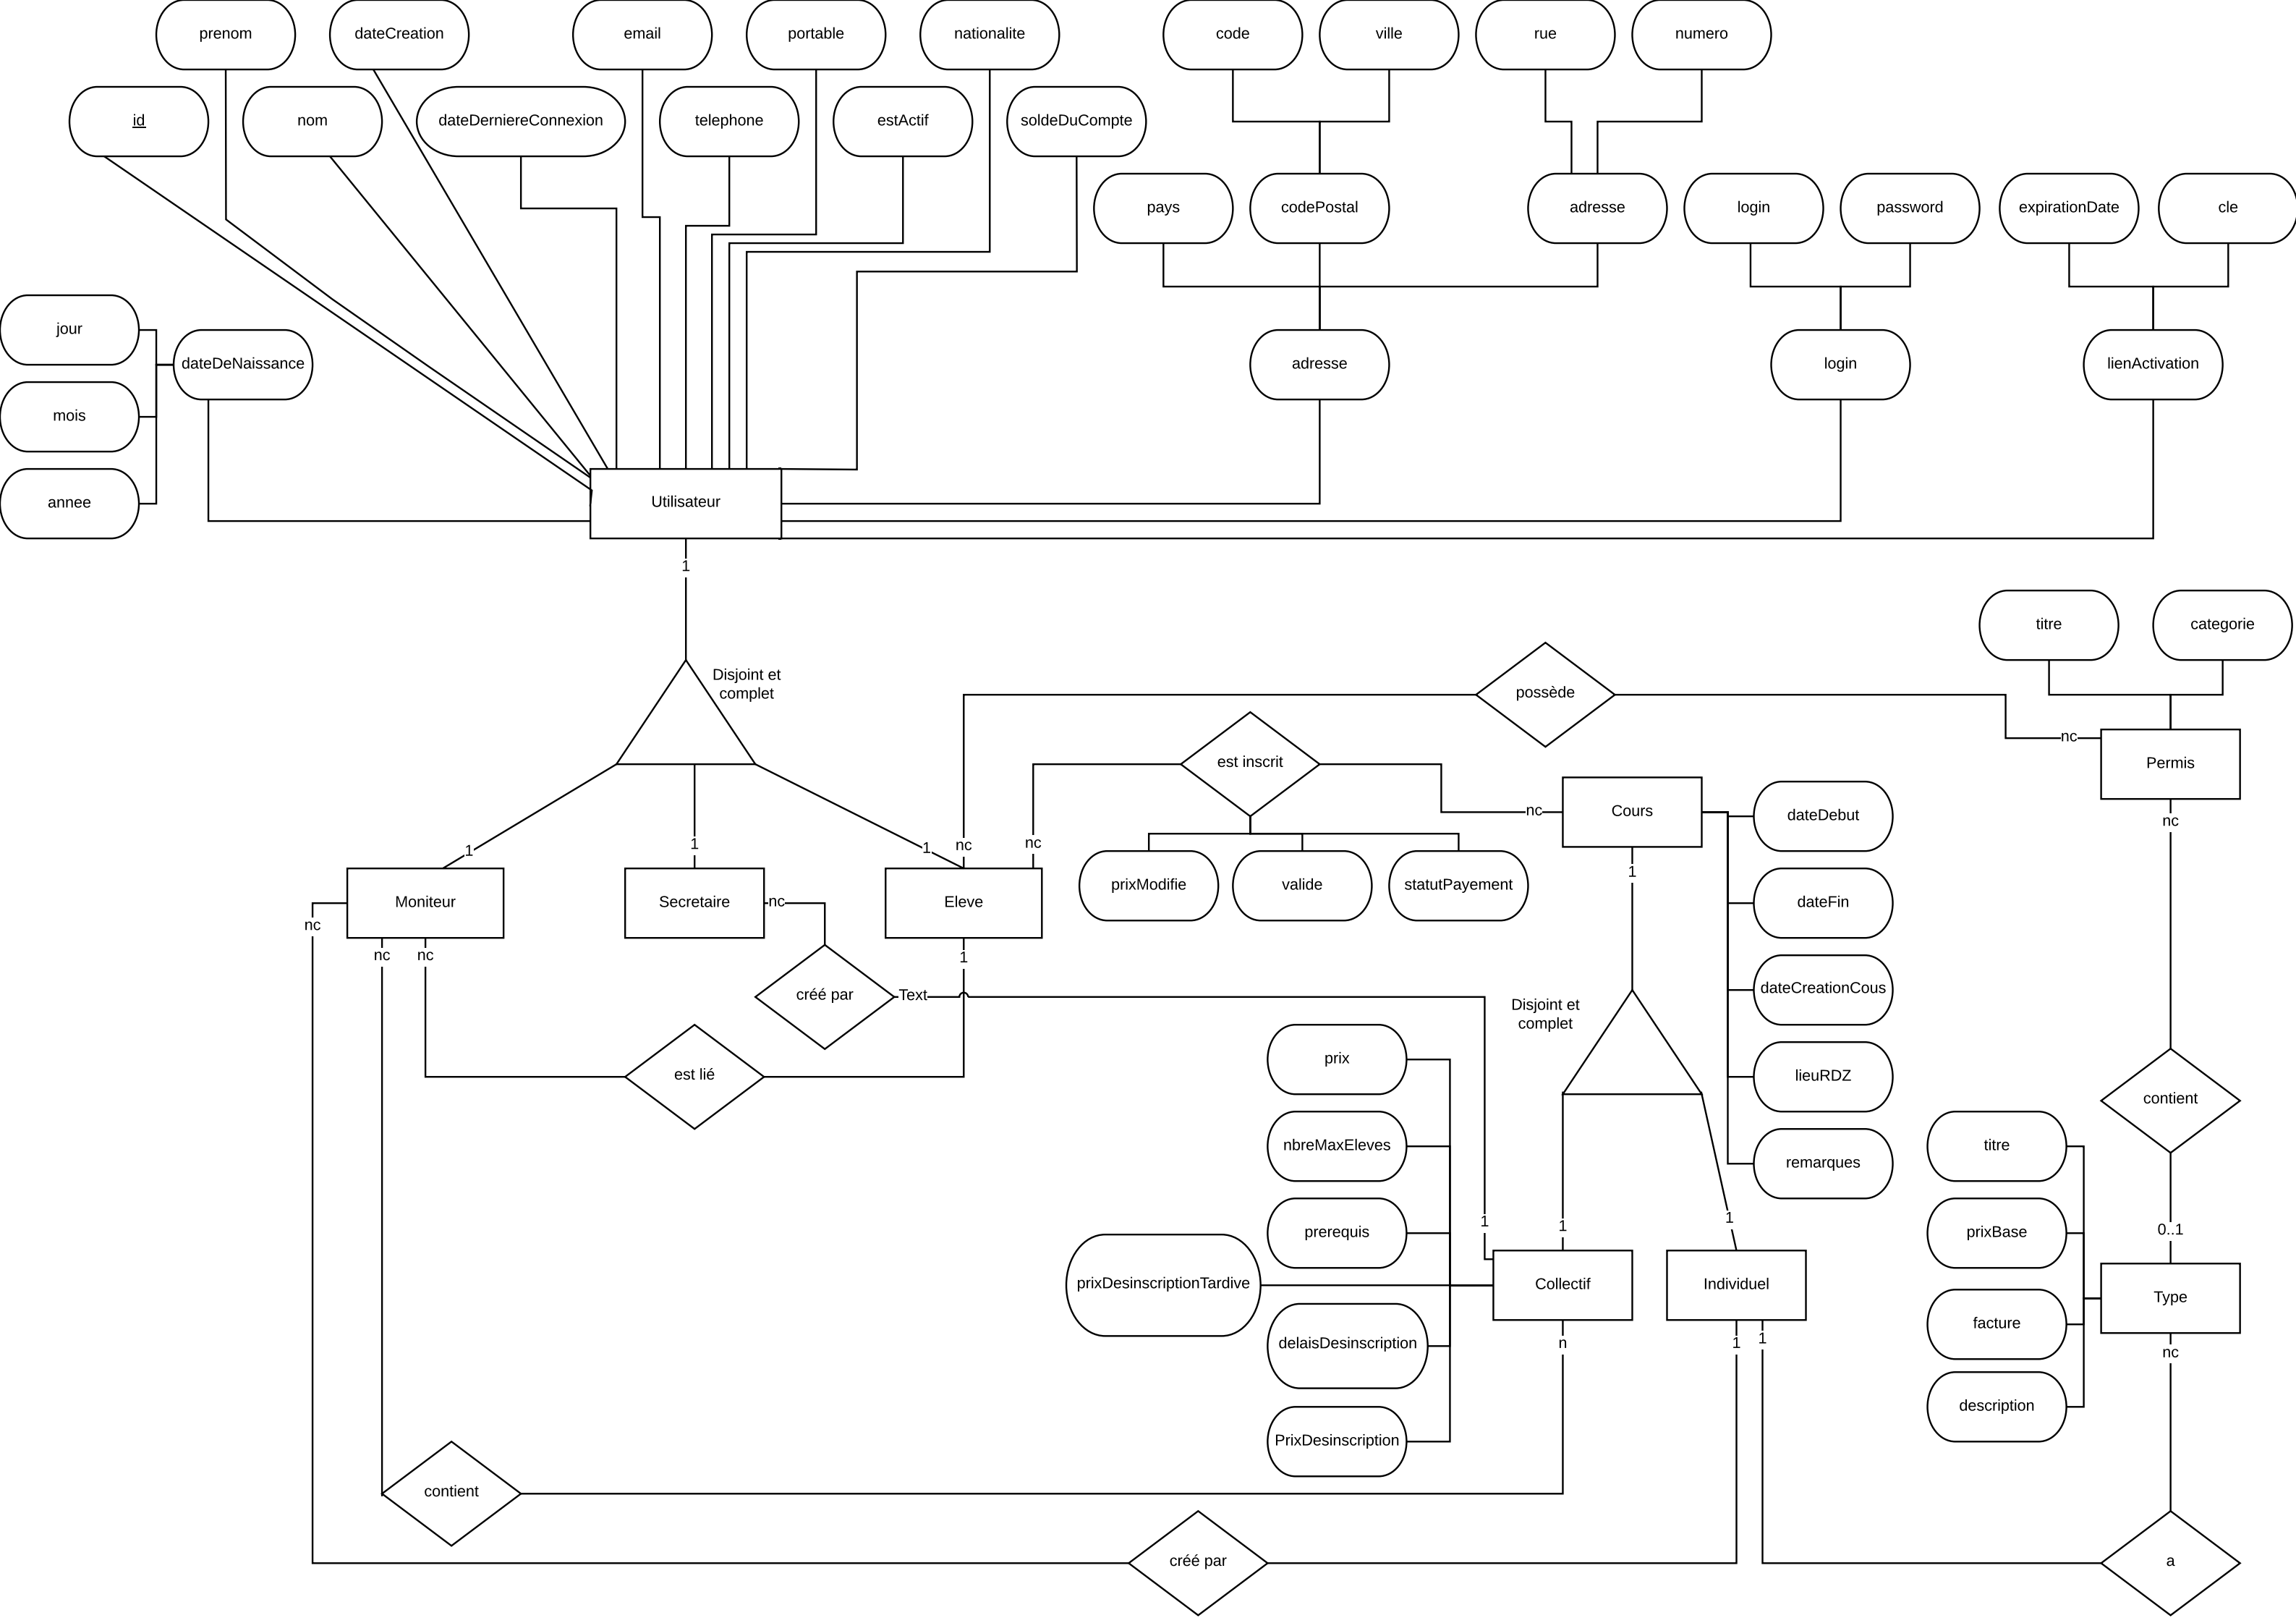 prenom
dateCreation
email
portable
nationalite
code
ville
rue
numero
id
nom
dateDerniereConnexion
telephone
estActif
soldeDuCompte
pays
codePostal
adresse
login
password
expirationDate
cle
jour
dateDeNaissance
mois
annee
adresse
login
lienActivation
Utilisateur
1
Disjoint et
complet
titre
categorie
possède
nc
Permis
nc
est inscrit
nc
Cours
1
dateDebut
dateFin
dateCreationCous
lieuRDZ
remarques
prixModifie
valide
statutPayement
1
1
1
nc
nc
Moniteur
Secretaire
Eleve
nc
nc
nc
nc
1
créé par
Text
est lié
Disjoint et
complet
prix
nbreMaxEleves
prerequis
prixDesinscriptionTardive
delaisDesinscription
PrixDesinscription
1
1
1
Collectif
Individuel
n
1
1
contient
0..1
titre
prixBase
facture
description
Type
nc
contient
créé par
a